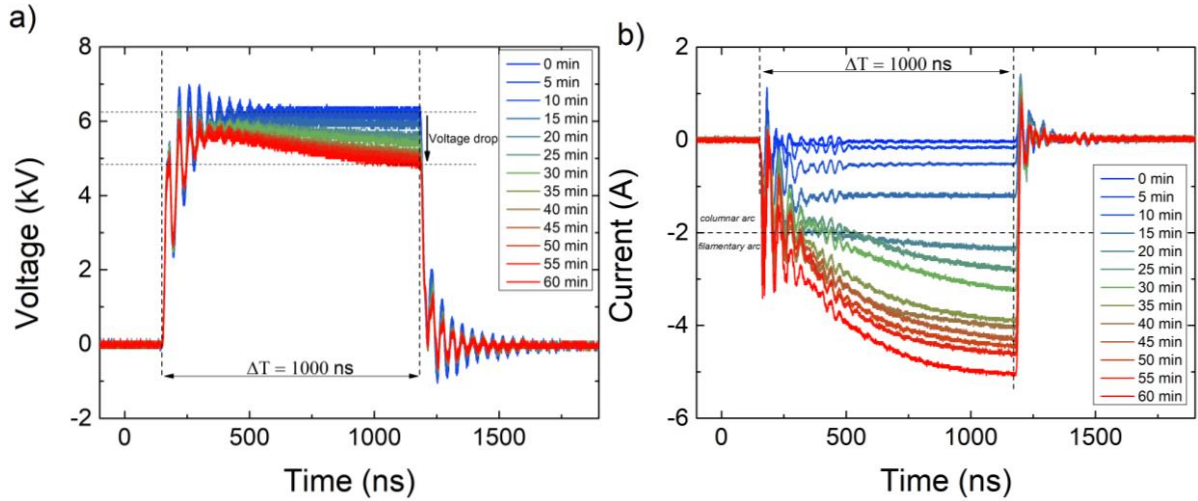 a)
Voltage (kV)
8
6
4
2
0
-2
0
500
1000
1500
Time (ns)
Voltage drop
ΔT = 1000 ns
0 min
5 min
10 min
15 min
20 min
25 min
30 min
35 min
40 min
45 min
50 min
55 min
60 min
b)
Current (A)
2
0
-2
-4
-6
0
500
1000
1500
Time (ns)
ΔT = 1000 ns
columnar arc
filamentary arc
0 min
5 min
10 min
15 min
20 min
25 min
30 min
35 min
40 min
45 min
50 min
55 min
60 min